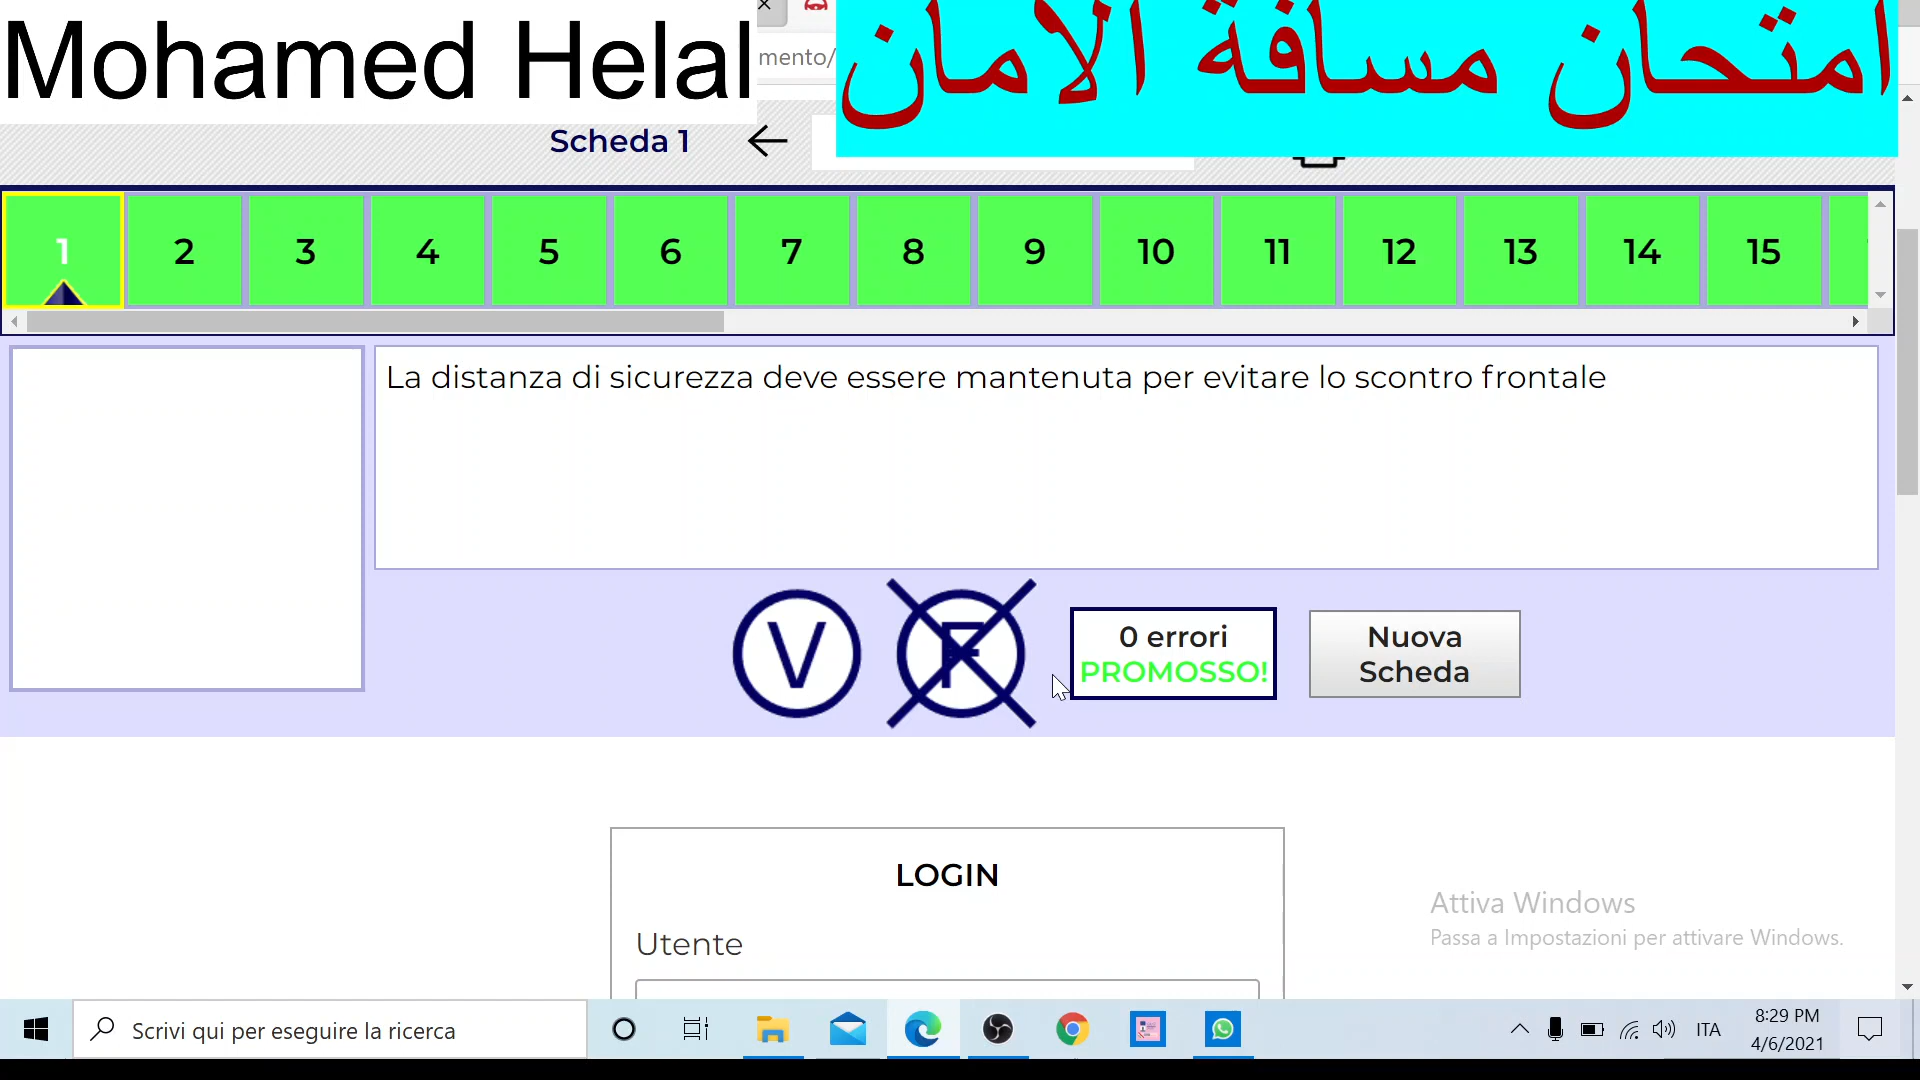 Mohamed Helal
mento/
امتحان مسافة الامان
Scheda 1
1 2 3 4 5 6 7 8 9 10 11 12 13 14 15
La distanza di sicurezza deve essere mantenuta per evitare lo scontro frontale
V F
0 errori
PROMOSSO!
Nuova
Scheda
LOGIN
Utente
Attiva Windows
Passa a Impostazioni per attivare Windows.
Scrivi qui per eseguire la ricerca
ITA
8:29 PM
4/6/2021